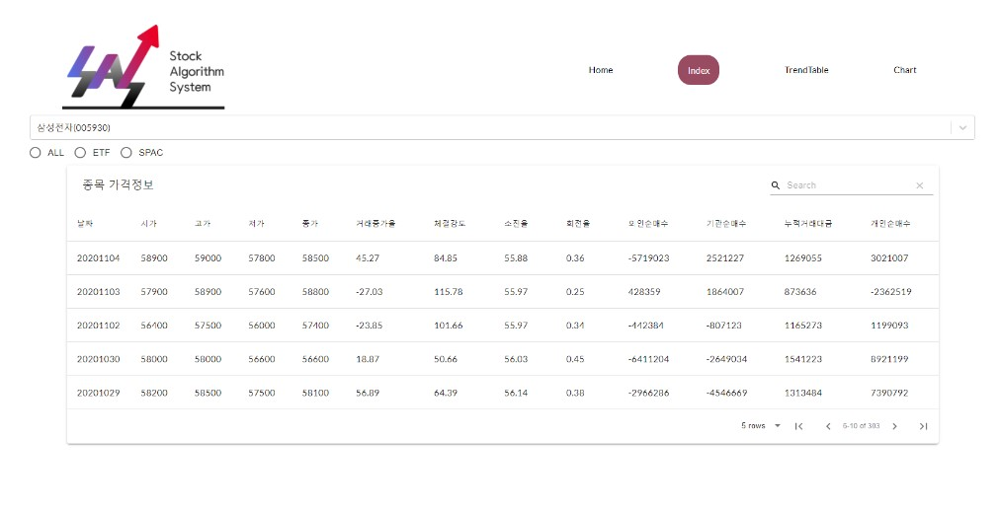 Stock
Algorithm
System
Home Index TrendTable Chart
삼성전자(005930)
ALL ETF SPAC
종목 가격정보 Search
날짜 시가 고가 저가 종가 거래증가율 체결강도 소진율 회전율 외인순매수 기관순매수 누적거래대금 개인순매수
20201104 58900 59000 57800 58500 45.27 84.85 55.88 0.36 -5719023 2521227 1269055 3021007
20201103 57900 58900 57600 58800 -27.03 115.78 55.97 0.25 428359 1864007 873636 -2362519
20201102 56400 57500 56000 57400 -23.85 101.66 55.97 0.34 -442384 -807123 1165273 1199093
20201030 58000 58000 56600 56600 18.87 50.66 56.03 0.45 -6411204 -2649034 1541223 8921199
20201029 58200 58500 57500 58100 56.89 64.39 56.14 0.38 -2966286 -4546669 1313484 7390792
5 rows 6-10 of 303